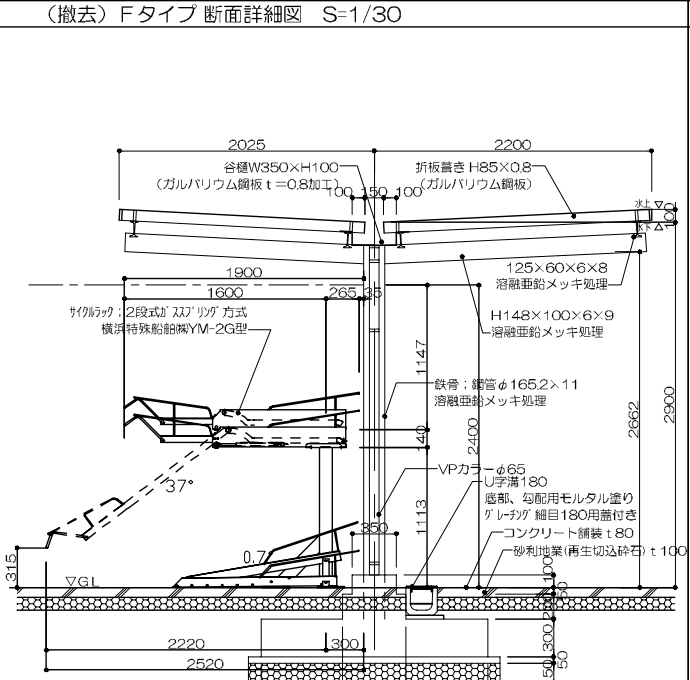 （撤去）Fタイプ 断面詳細図 S=1/30
2025
2200
谷樋W350×H100
（ガルバリウム鋼板 t＝0.8加工）
折板葺き H85×0.8
（ガルバリウム鋼板）
100 150 100
水上▽
水下▽
100
1900
1600
265
35
125×60×6×8
溶融亜鉛メッキ処理
サイクルラック：2段式ガススプリング方式
横浜特殊船舶㈱YM-2G型
H148×100×6×9
溶融亜鉛メッキ処理
1147
鉄骨：鋼管φ165.2×11
溶融亜鉛メッキ処理
140
2400
2662
2900
VPカラーφ65
37°
U字溝180
底部、勾配用モルタル塗り
グレーチング 細目180用蓋付き
1113
350
コンクリート舗装 t80
砂利地業(再生切込砕石) t100
315
0.7
▽GL
100
50
300
50
50
2220
300
2520